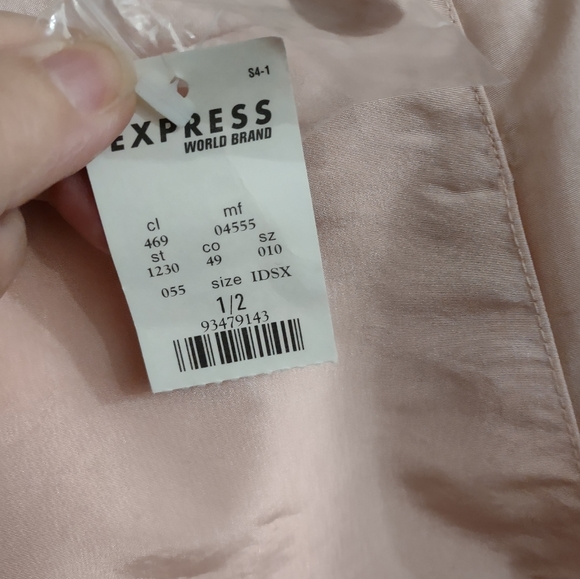 S4-1
EXPRESS
WORLD BRAND
cl mf
469 04555
st co sz
1230 49 010
055 size IDSX
1/2
93479143